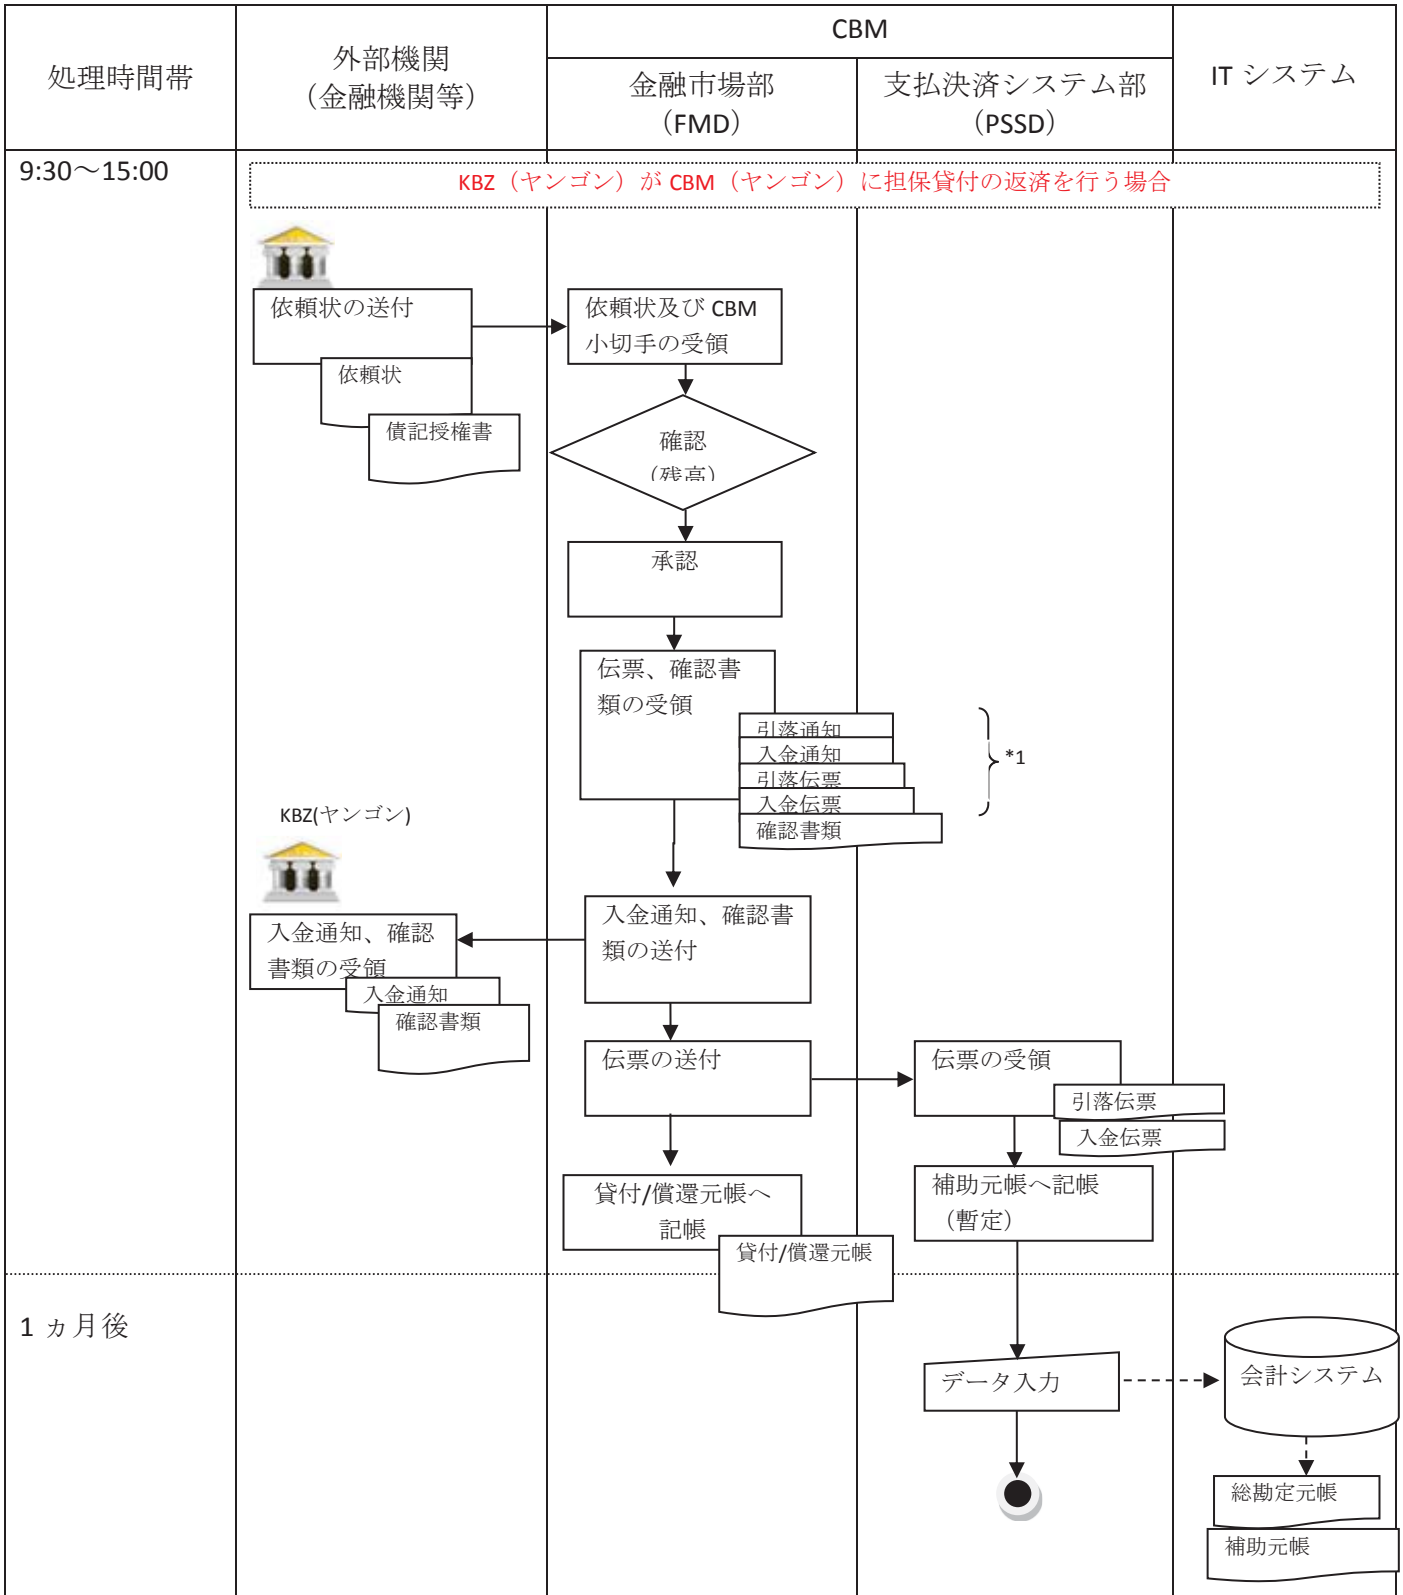 処理時間帯
外部機関
（金融機関等）
CBM
金融市場部
（FMD）
支払決済システム部
（PSSD）
IT システム
9:30～15:00
KBZ（ヤンゴン）が CBM（ヤンゴン）に担保貸付の返済を行う場合
依頼状の送付
依頼状
債記授権書
依頼状及び CBM
小切手の受領
確認
（残高）
承認
伝票、確認書
類の受領
引落通知
入金通知
引落伝票
入金伝票
確認書類
*1
KBZ(ヤンゴン)
入金通知、確認
書類の受領
入金通知
確認書類
入金通知、確認書
類の送付
伝票の送付
伝票の受領
引落伝票
入金伝票
貸付/償還元帳へ
記帳
貸付/償還元帳
補助元帳へ記帳
（暫定）
1 ヵ月後
データ入力
会計システム
総勘定元帳
補助元帳